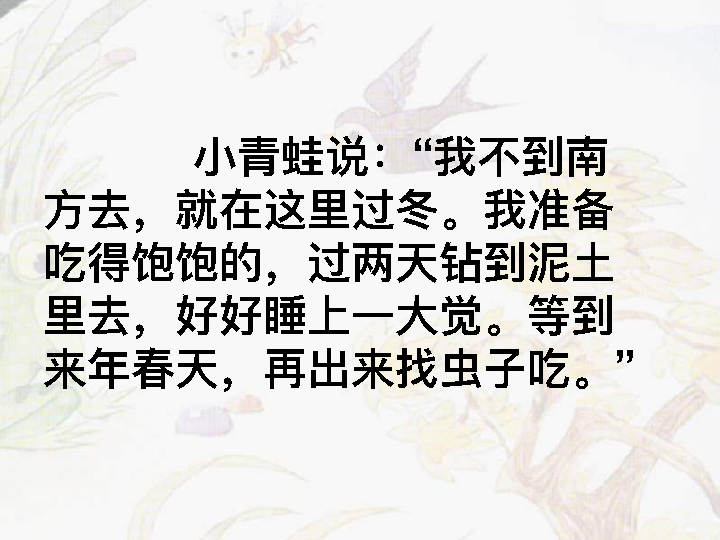 小青蛙说：“我不到南
方去，就在这里过冬。我准备
吃得饱饱的，过两天钻到泥土
里去，好好睡上一大觉。等到
来年春天，再出来找虫子吃。”